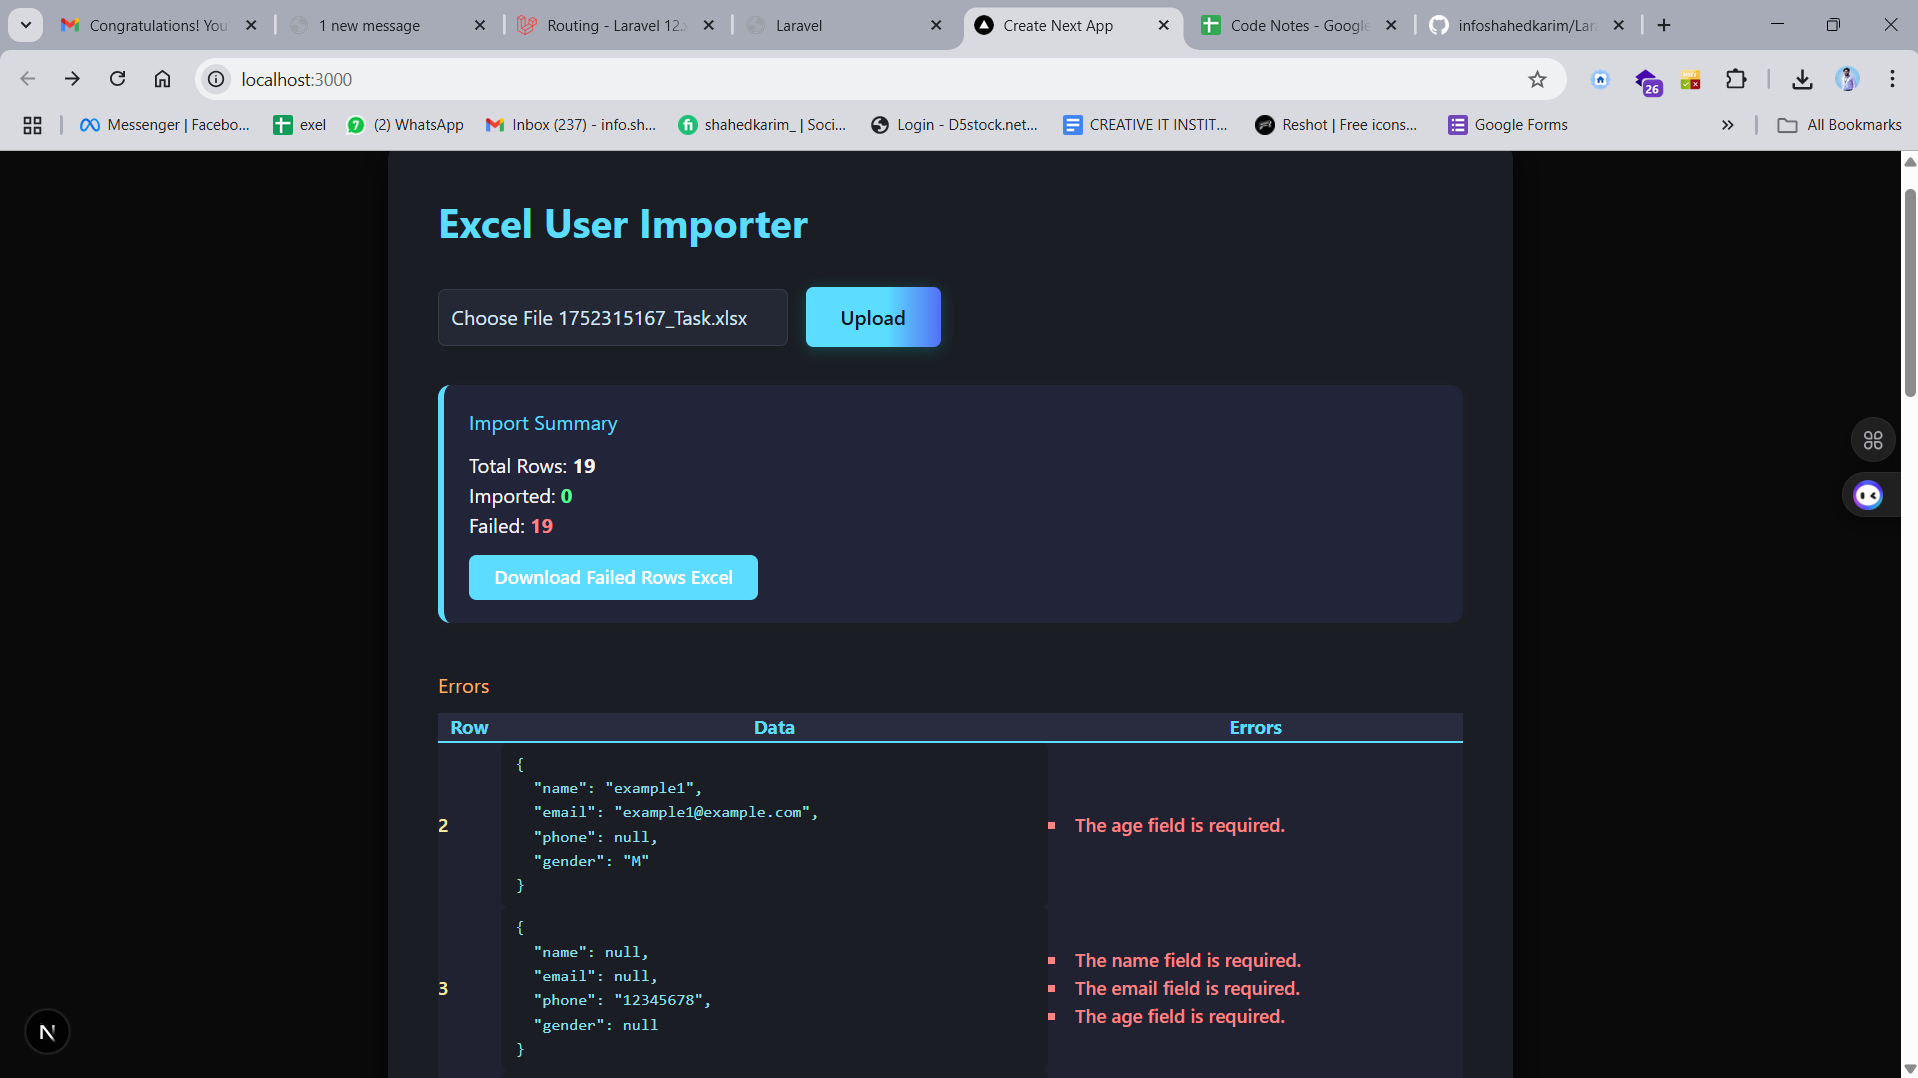 Congratulations! You
1 new message
Routing - Laravel 12.
Laravel
Create Next App
Code Notes - Google
infoshahedkarim/Lar
localhost:3000
26
Messenger | Facebo...
exel
(2) WhatsApp
Inbox (237) - info.sh...
shahedkarim_ | Soci...
Login - D5stock.net...
CREATIVE IT INSTIT...
Reshot | Free icons...
Google Forms
All Bookmarks
Excel User Importer
Choose File 1752315167_Task.xlsx
Upload
Import Summary
Total Rows: 19
Imported: 0
Failed: 19
Download Failed Rows Excel
Errors
Row Data Errors
2
{
"name": "example1",
"email": "example1@example.com",
"phone": null,
"gender": "M"
}
The age field is required.
3
{
"name": null,
"email": null,
"phone": "12345678",
"gender": null
}
The name field is required.
The email field is required.
The age field is required.
N